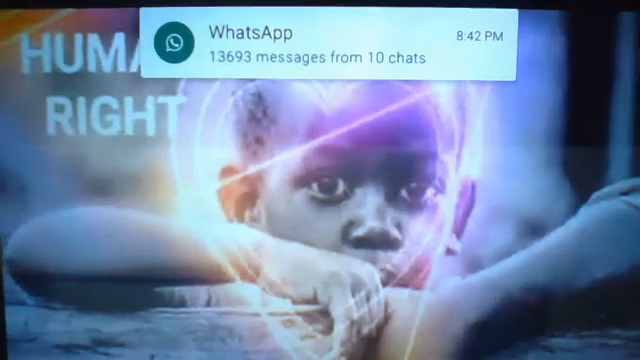 WhatsApp
8:42 PM
13693 messages from 10 chats
HUMA
RIGHT